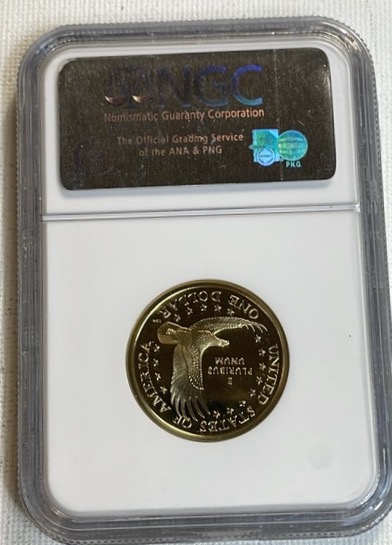 NGC
Numismatic Guaranty Corporation
The Official Grading Service
of the ANA & PNG
PNG
UNITED STATES OF AMERICA
E
PLURIBUS
UNUM
ONE DOLLAR